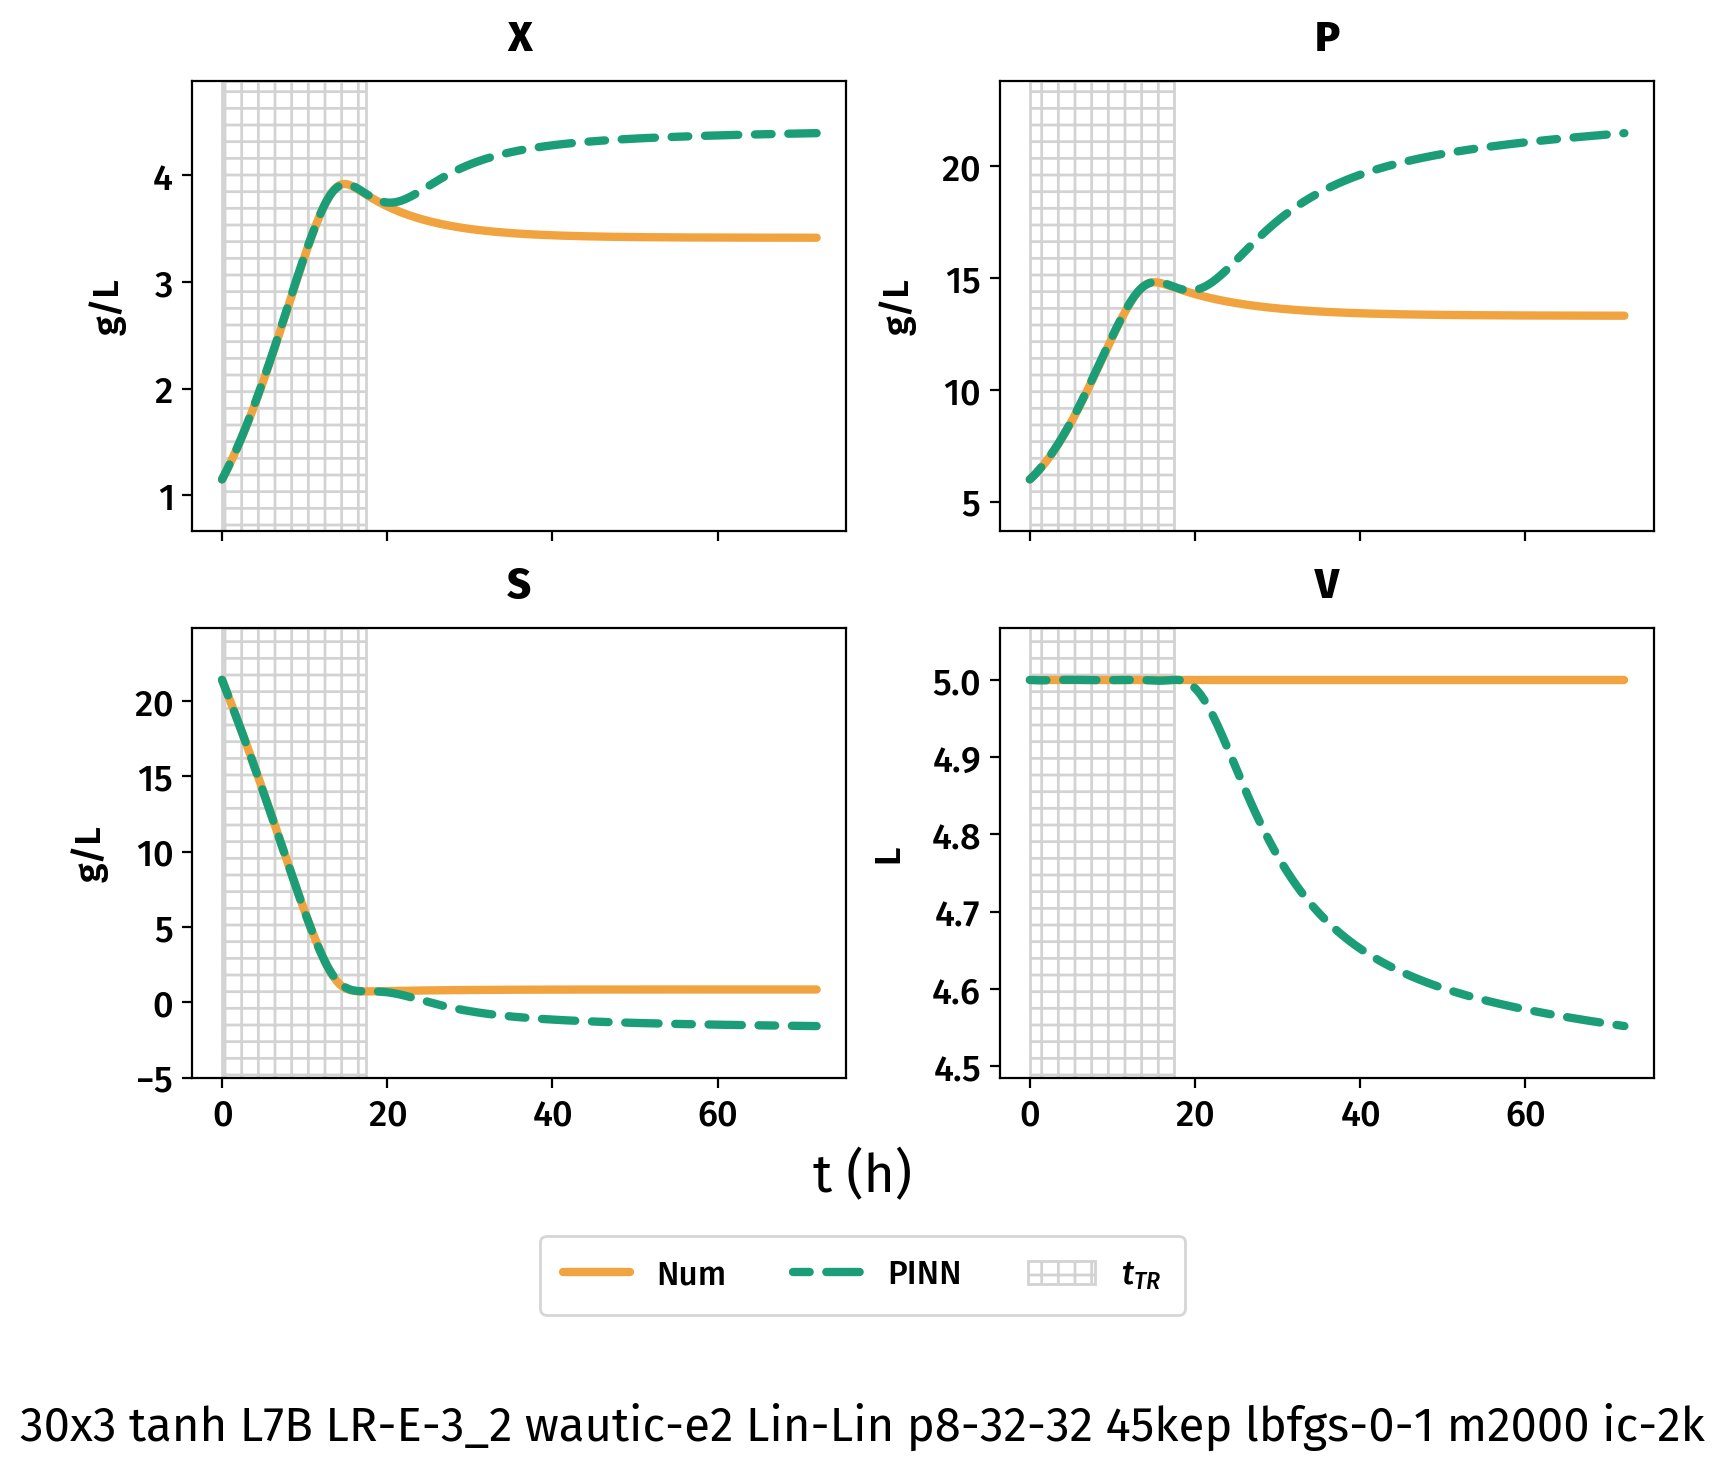 X
P
g/L
4
3
2
1
g/L
20
15
10
5
S
V
g/L
20
15
10
5
0
−5
0 20 40 60
L
5.0
4.9
4.8
4.7
4.6
4.5
0 20 40 60
t (h)
Num PINN tTR
30x3 tanh L7B LR-E-3_2 wautic-e2 Lin-Lin p8-32-32 45kep lbfgs-0-1 m2000 ic-2k